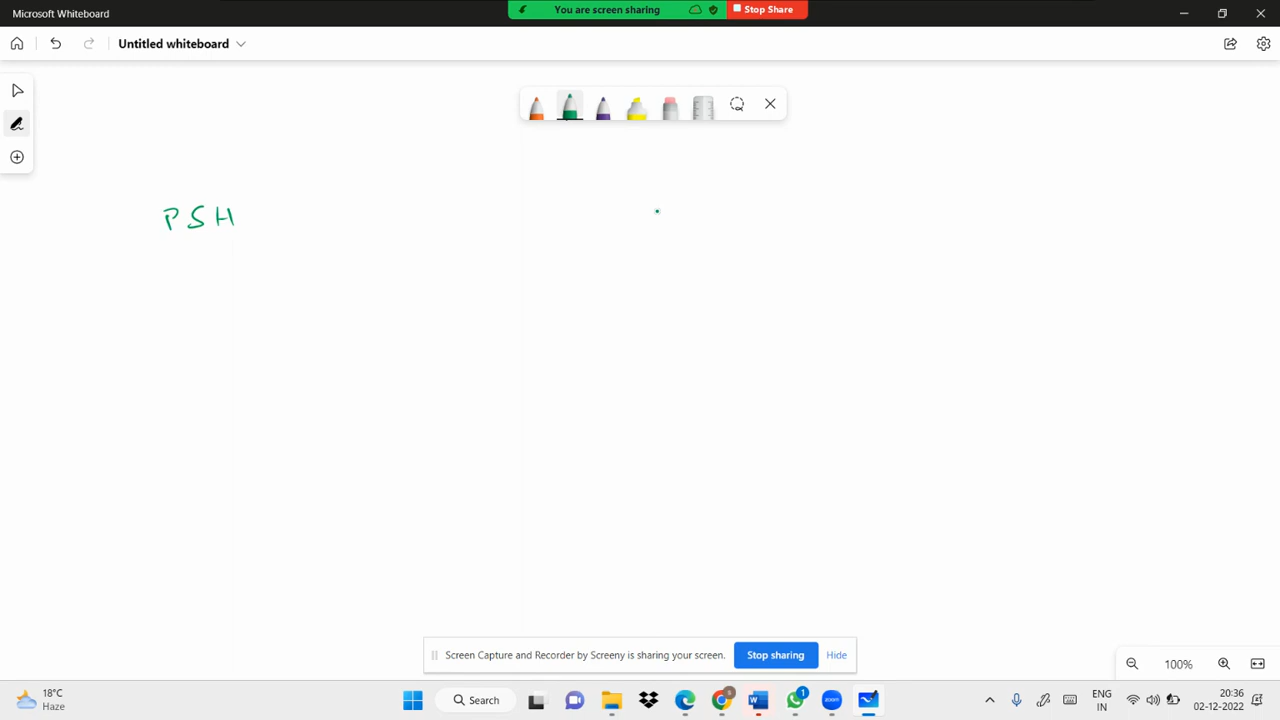 Microsoft Whiteboard
You are screen sharing
Stop Share
Untitled whiteboard
PSH
Screen Capture and Recorder by Screeny is sharing your screen.
Stop sharing
Hide
100%
18°C
Haze
Search
1
ENG
IN
20:36
02-12-2022